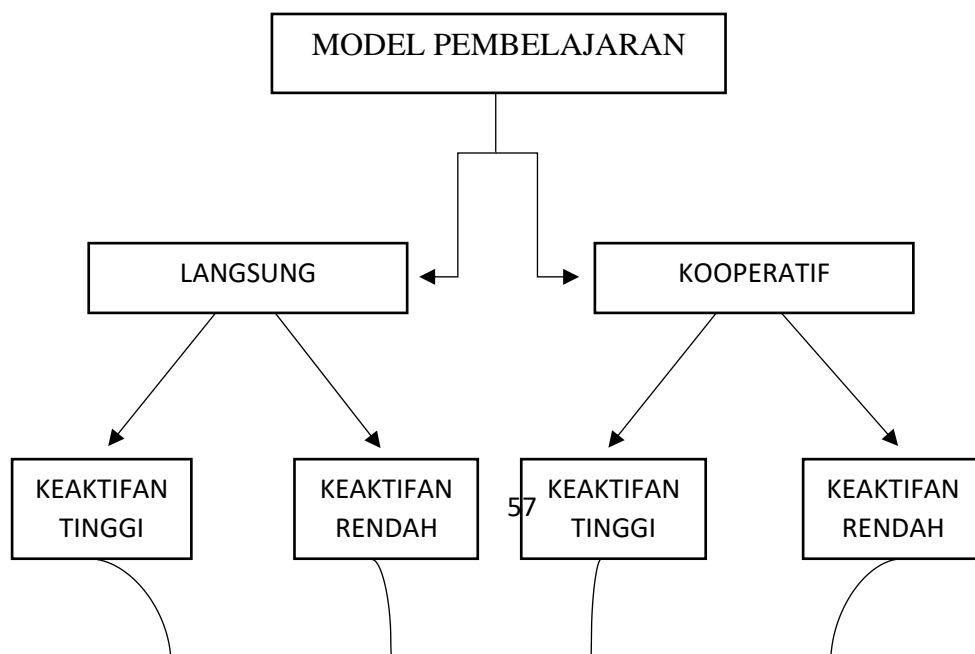 MODEL PEMBELAJARAN
LANGSUNG
KOOPERATIF
KEAKTIFAN
TINGGI
KEAKTIFAN
RENDAH
57
KEAKTIFAN
TINGGI
KEAKTIFAN
RENDAH